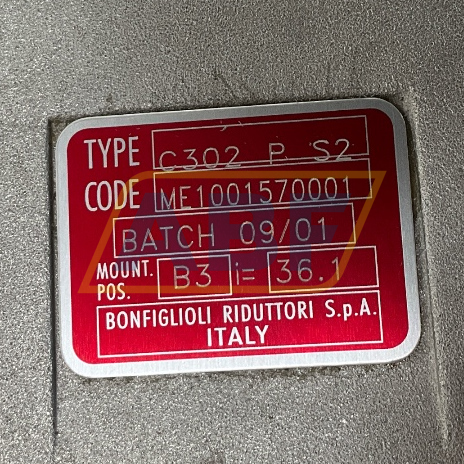 TYPE C302 P S2
CODE ME1001570001
BATCH 09/01
MOUNT. POS. B3 i= 36.1
BONFIGLIOLI RIDUTTORI S.p.A.
ITALY